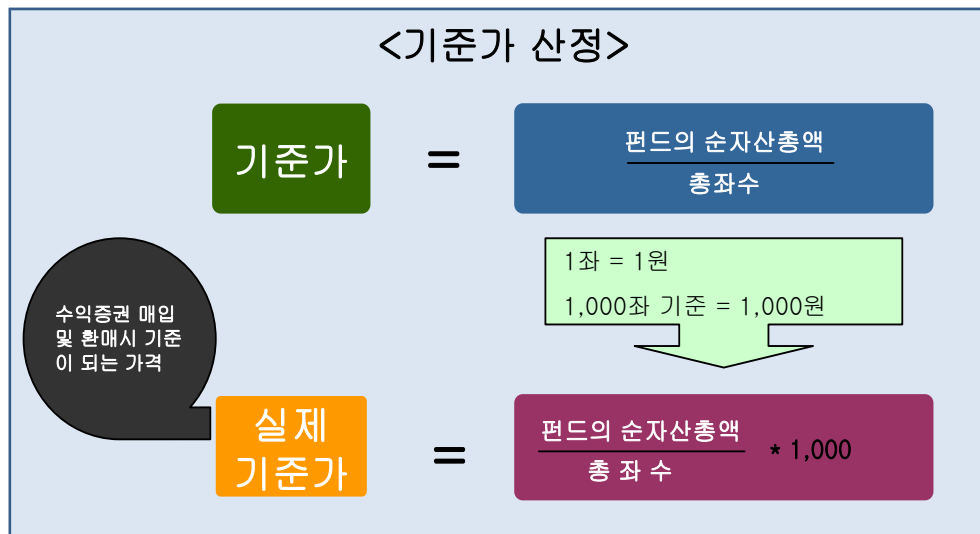 <기준가 산정>
기준가
=
펀드의 순자산총액
총좌수
1좌 = 1원
1,000좌 기준 = 1,000원
수익증권 매입
및 환매시 기준
이 되는 가격
실제
기준가
=
펀드의 순자산총액
총 좌 수
* 1,000